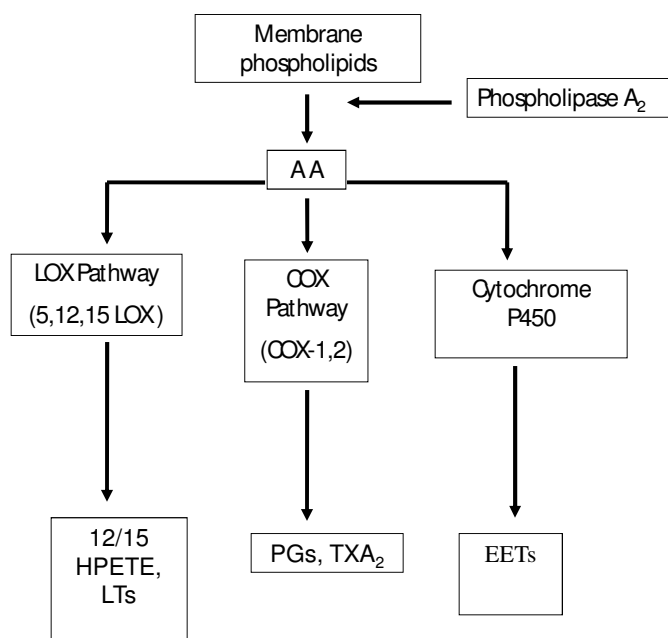 Membrane
phospholipids
Phospholipase A₂
AA
LOX Pathway
(5,12,15 LOX)
COX
Pathway
(COX-1,2)
Cytochrome
P450
12/15
HPETE,
LTs
PGs, TXA₂
EETs